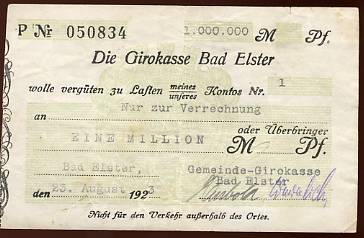 P Nr 050834 1.000.000 M Pf.
Die Girokasse Bad Elster
wolle vergüten zu Lasten meines unseres Kontos Nr. 1
an Nur zur Verrechnung
oder Überbringer
EINE MILLION M Pf.
Bad Elster, Gemeinde-Girokasse
Bad Elster
den 23. August 1923
Nicht für den Verkehr außerhalb des Ortes.